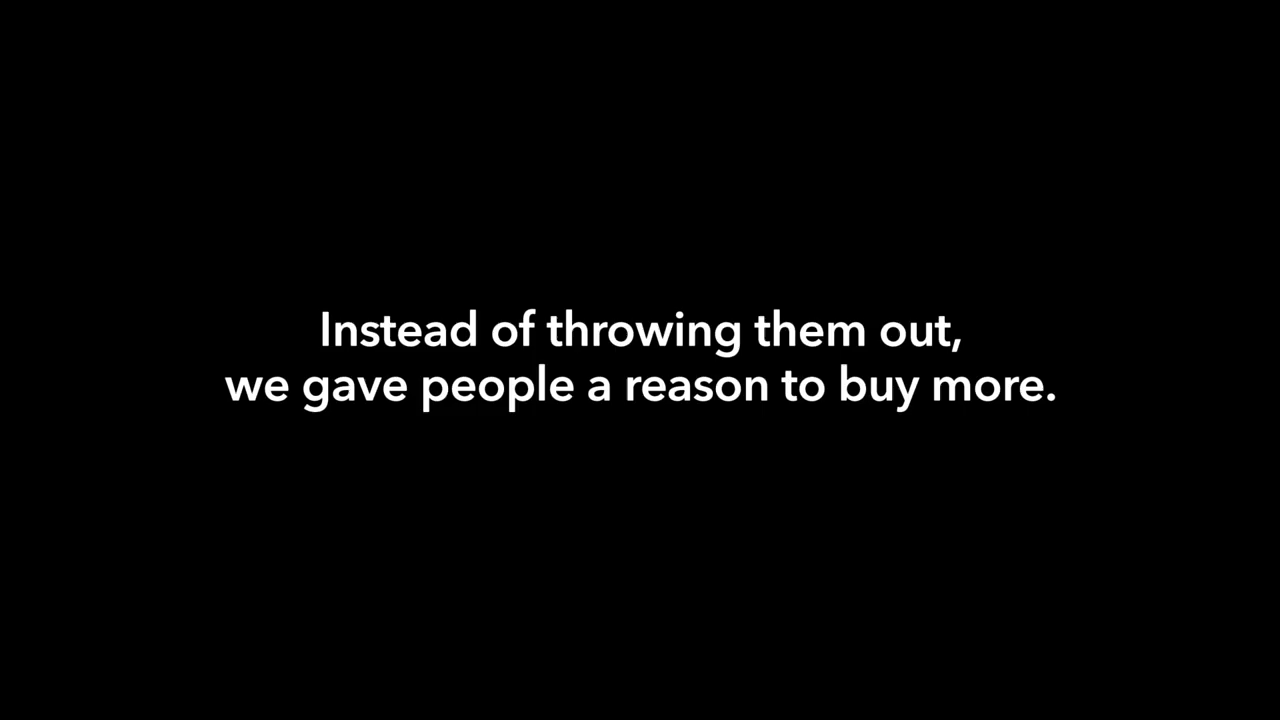 Instead of throwing them out,
we gave people a reason to buy more.